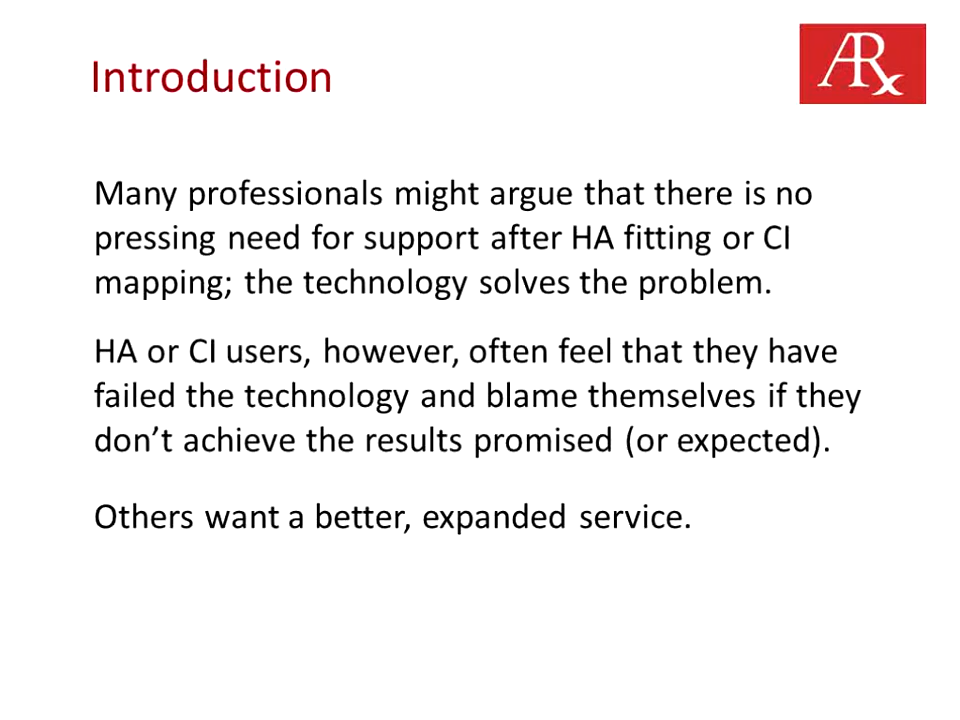 Introduction
ARx
Many professionals might argue that there is no
pressing need for support after HA fitting or CI
mapping; the technology solves the problem.
HA or CI users, however, often feel that they have
failed the technology and blame themselves if they
don’t achieve the results promised (or expected).
Others want a better, expanded service.